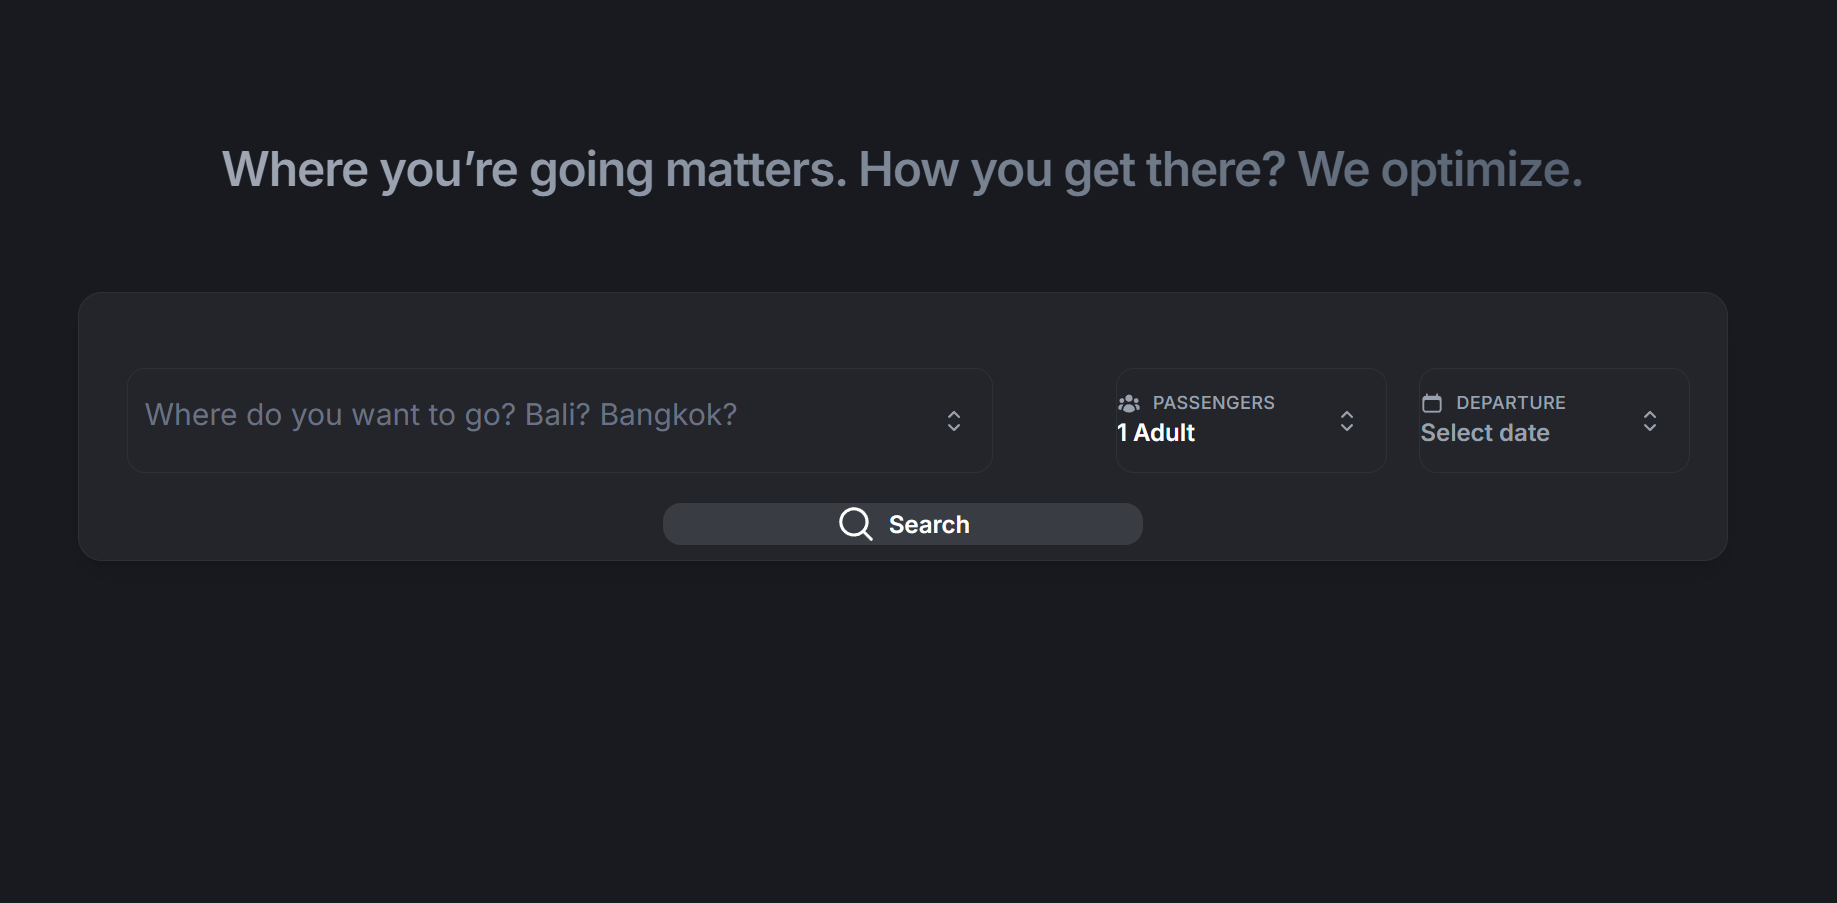 Where you’re going matters. How you get there? We optimize.
Where do you want to go? Bali? Bangkok?
PASSENGERS
1 Adult
DEPARTURE
Select date
Search